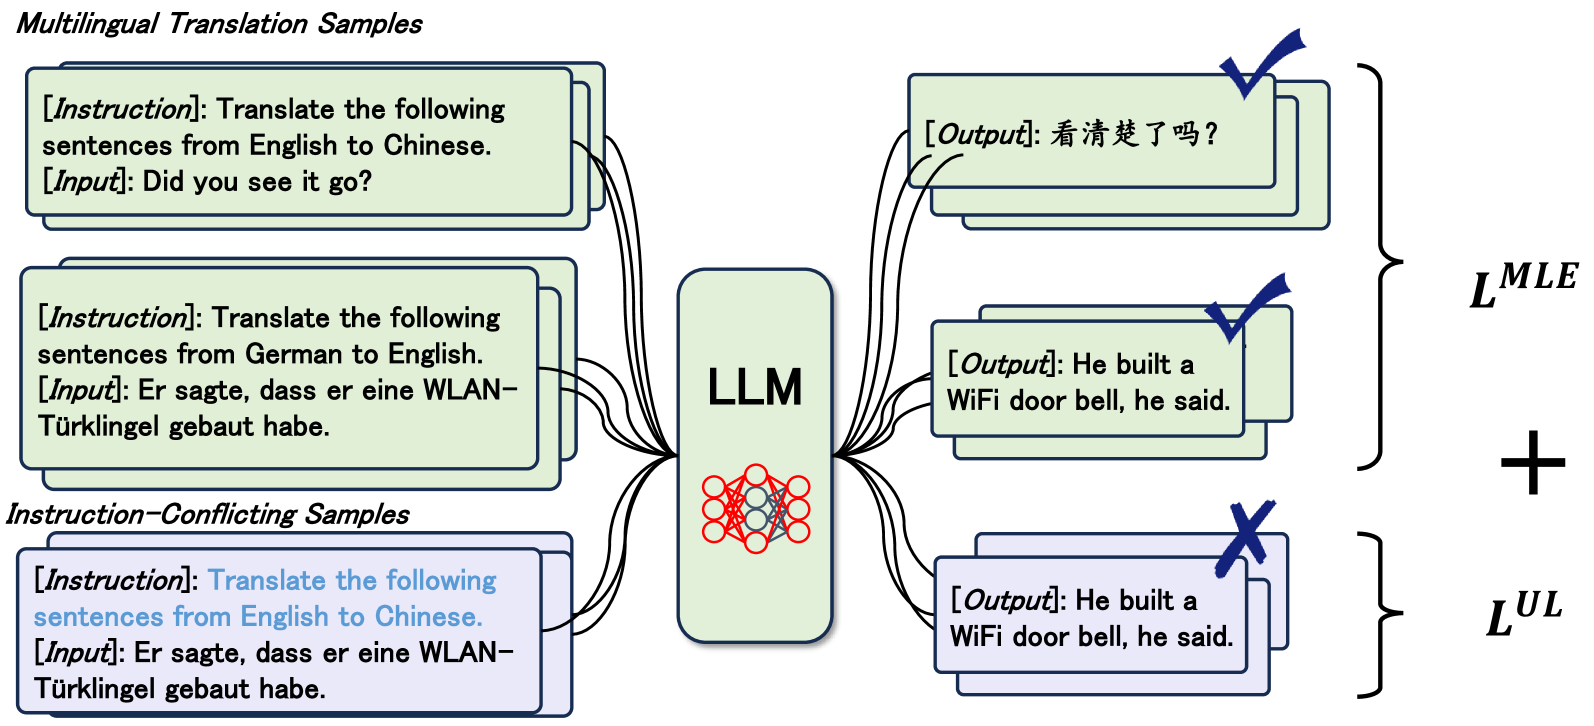 Multilingual Translation Samples
[Instruction]: Translate the following
sentences from English to Chinese.
[Input]: Did you see it go?
[Instruction]: Translate the following
sentences from German to English.
[Input]: Er sagte, dass er eine WLAN-
Türklingel gebaut habe.
Instruction-Conflicting Samples
[Instruction]: Translate the following
sentences from English to Chinese.
[Input]: Er sagte, dass er eine WLAN-
Türklingel gebaut habe.
LLM
[Output]: 看清楚了吗?
[Output]: He built a
WiFi door bell, he said.
[Output]: He built a
WiFi door bell, he said.
L^{MLE}
+
L^{UL}